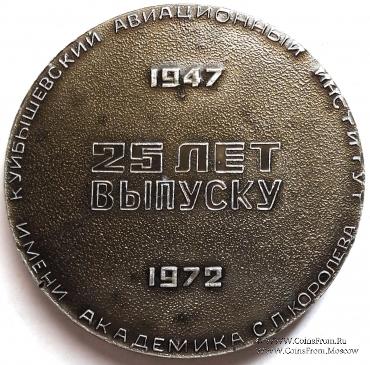 КУЙБЫШЕВСКИЙ АВИАЦИОННЫЙ ИНСТИТУТ
1947
25 ЛЕТ
ВЫПУСКУ
1972
ИМЕНИ АКАДЕМИКА С.П.КОРОЛЕВА
© www.CoinsFrom.Ru
www.CoinsFrom.Moscow